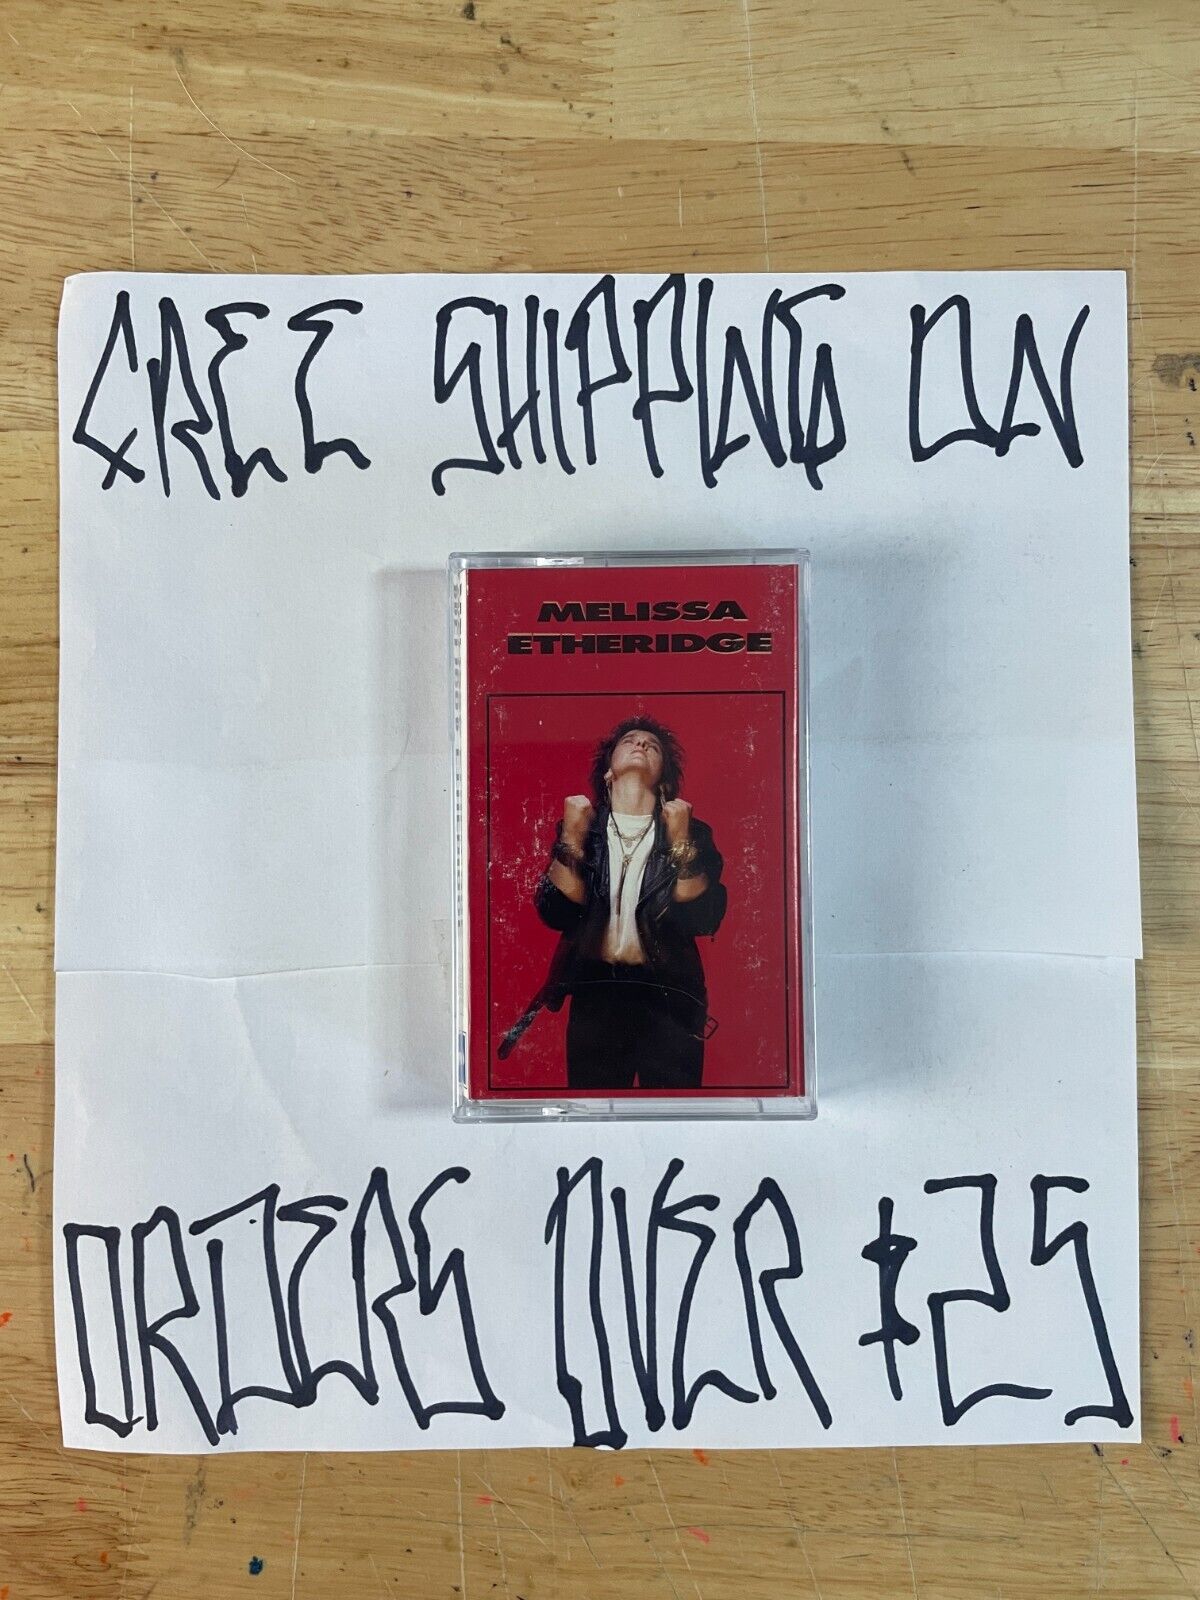 FREE SHIPPING ON
MELISSA
ETHERIDGE
ORDERS OVER $25